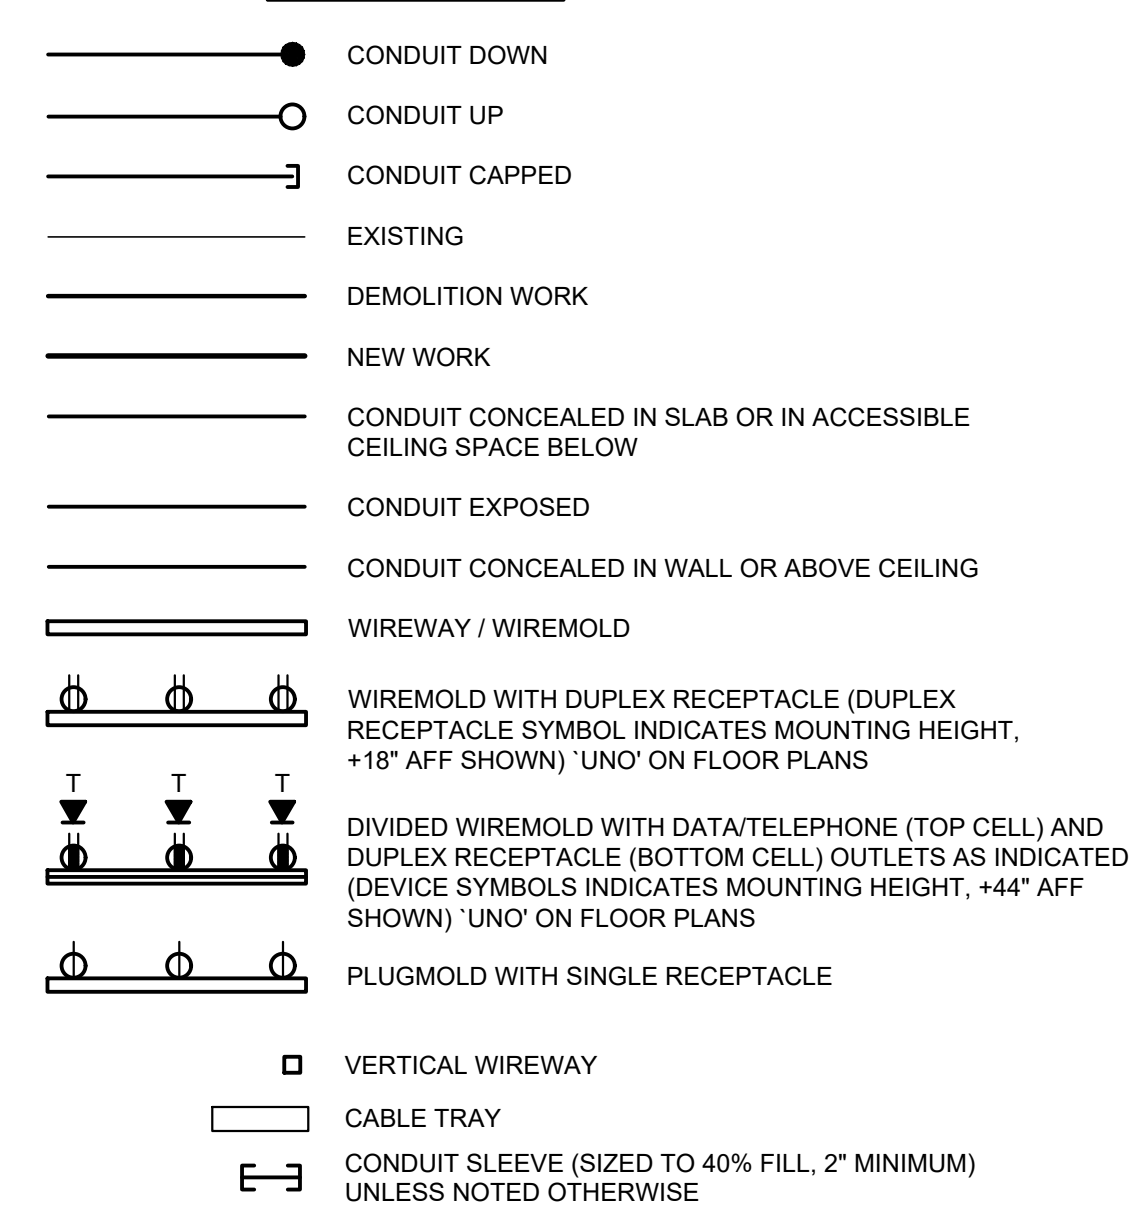 CONDUIT DOWN
CONDUIT UP
CONDUIT CAPPED
EXISTING
DEMOLITION WORK
NEW WORK
CONDUIT CONCEALED IN SLAB OR IN ACCESSIBLE
CEILING SPACE BELOW
CONDUIT EXPOSED
CONDUIT CONCEALED IN WALL OR ABOVE CEILING
WIREWAY / WIREMOLD
WIREMOLD WITH DUPLEX RECEPTACLE (DUPLEX
RECEPTACLE SYMBOL INDICATES MOUNTING HEIGHT,
+18" AFF SHOWN) `UNO' ON FLOOR PLANS
T T T
DIVIDED WIREMOLD WITH DATA/TELEPHONE (TOP CELL) AND
DUPLEX RECEPTACLE (BOTTOM CELL) OUTLETS AS INDICATED
(DEVICE SYMBOLS INDICATES MOUNTING HEIGHT, +44" AFF
SHOWN) `UNO' ON FLOOR PLANS
PLUGMOLD WITH SINGLE RECEPTACLE
VERTICAL WIREWAY
CABLE TRAY
CONDUIT SLEEVE (SIZED TO 40% FILL, 2" MINIMUM)
UNLESS NOTED OTHERWISE